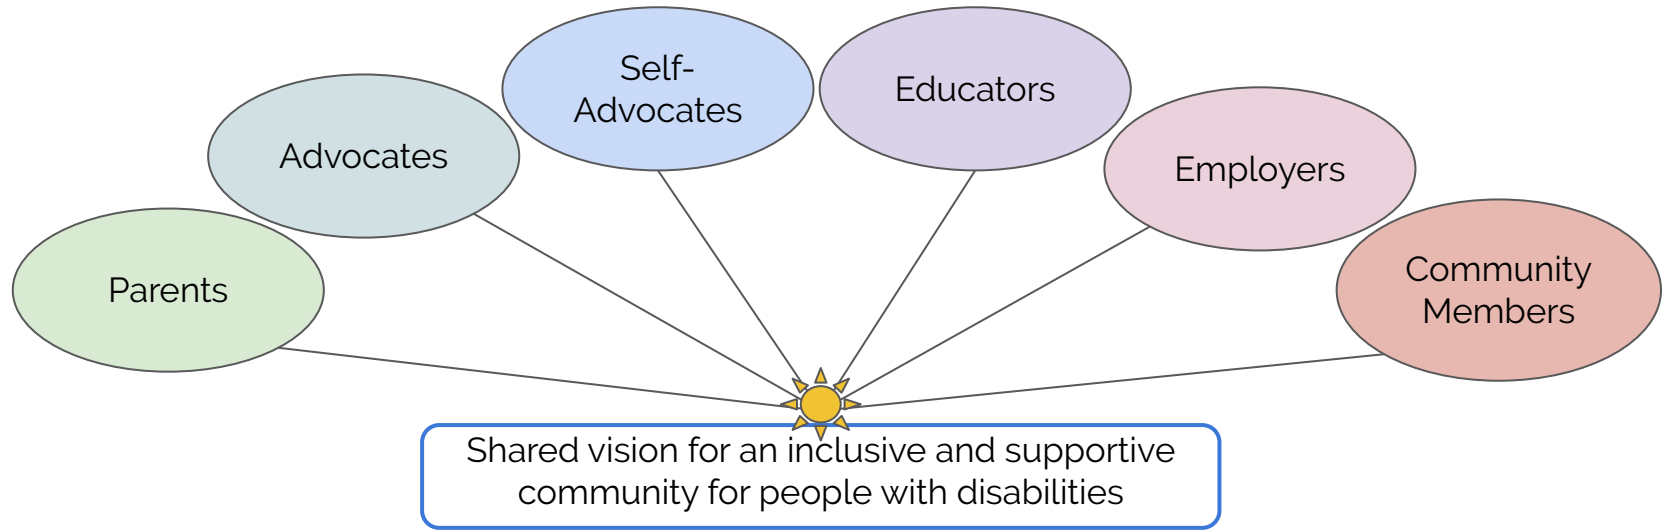 Self-
Advocates
Educators
Advocates
Employers
Parents
Community
Members
Shared vision for an inclusive and supportive
community for people with disabilities